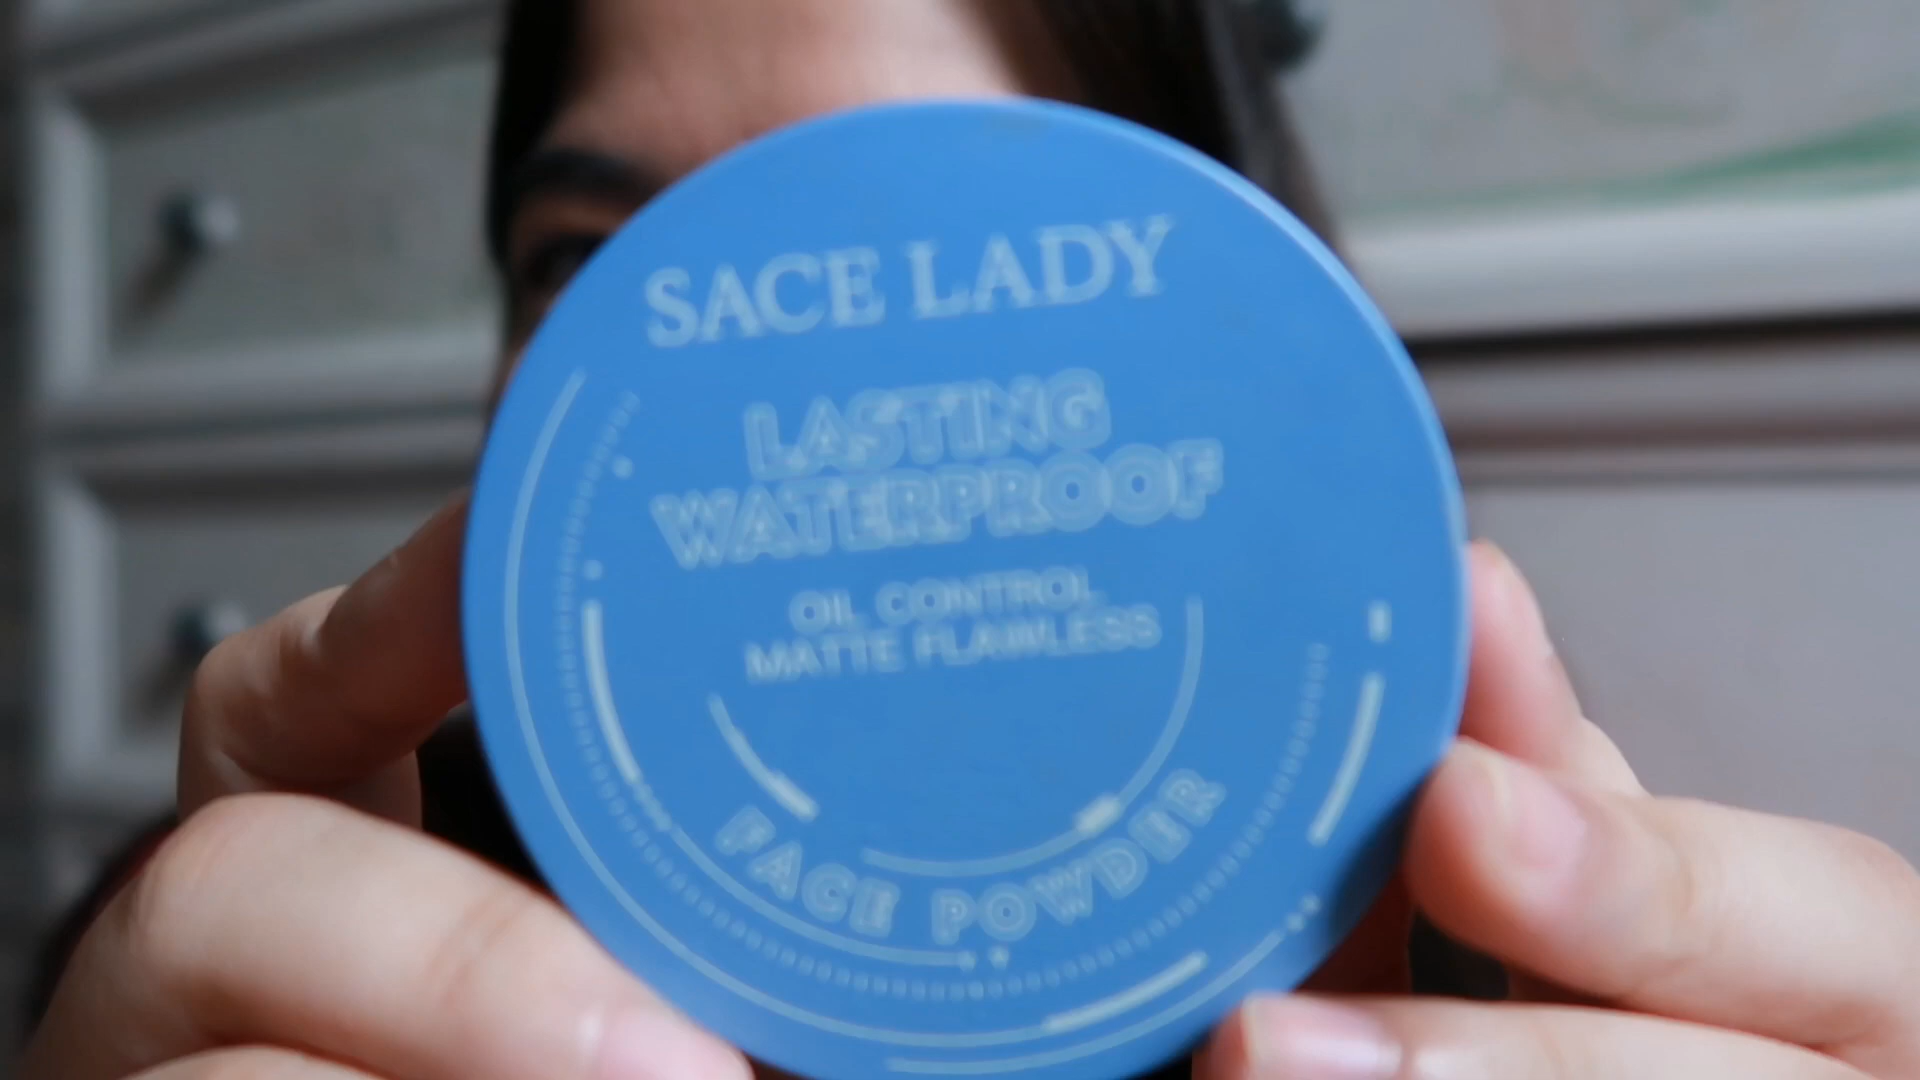 SACE LADY
LASTING
WATERPROOF
OIL CONTROL
MATTE FLAWLESS
FACE POWDER